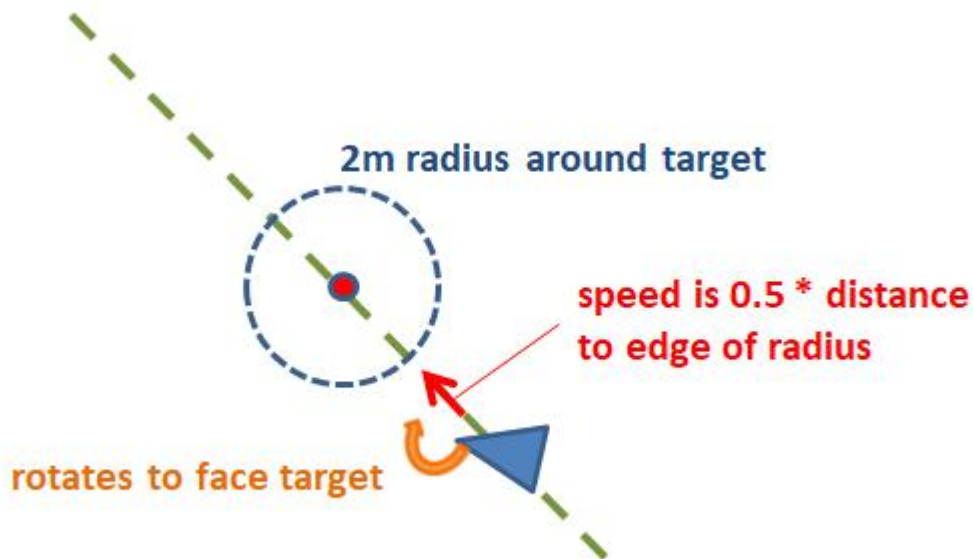 2m radius around target
speed is 0.5 * distance
to edge of radius
rotates to face target